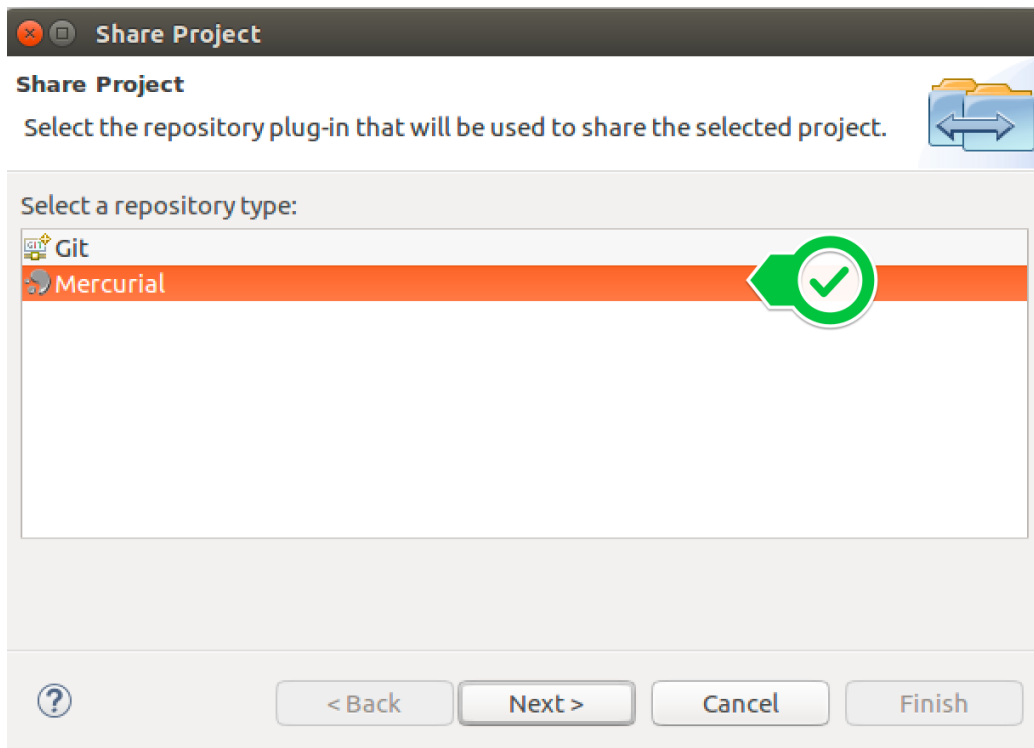 Share Project
Share Project
Select the repository plug-in that will be used to share the selected project.
Select a repository type:
GIT Git
Mercurial
?
< Back Next > Cancel Finish